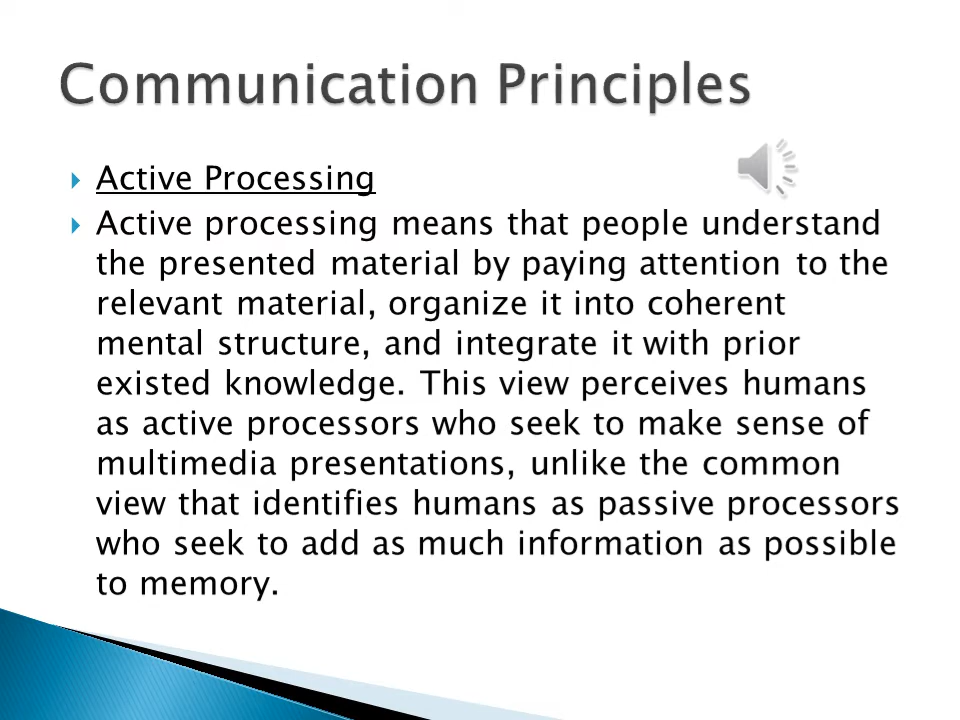 Communication Principles
Active Processing
Active processing means that people understand
the presented material by paying attention to the
relevant material, organize it into coherent
mental structure, and integrate it with prior
existed knowledge. This view perceives humans
as active processors who seek to make sense of
multimedia presentations, unlike the common
view that identifies humans as passive processors
who seek to add as much information as possible
to memory.